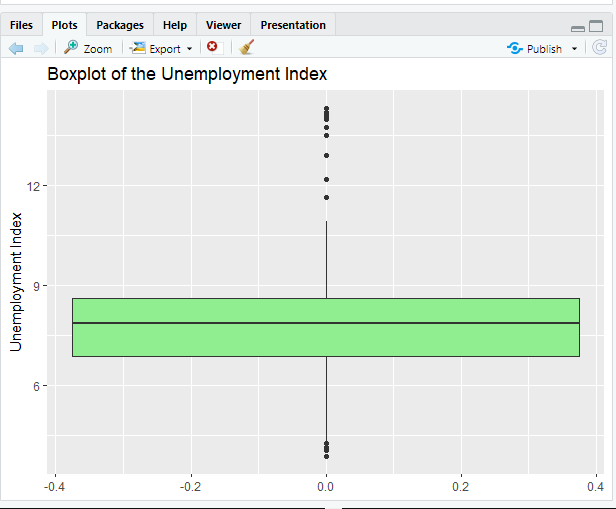 Files Plots Packages Help Viewer Presentation
Zoom Export Publish
Boxplot of the Unemployment Index
Unemployment Index
12
9
6
-0.4 -0.2 0.0 0.2 0.4